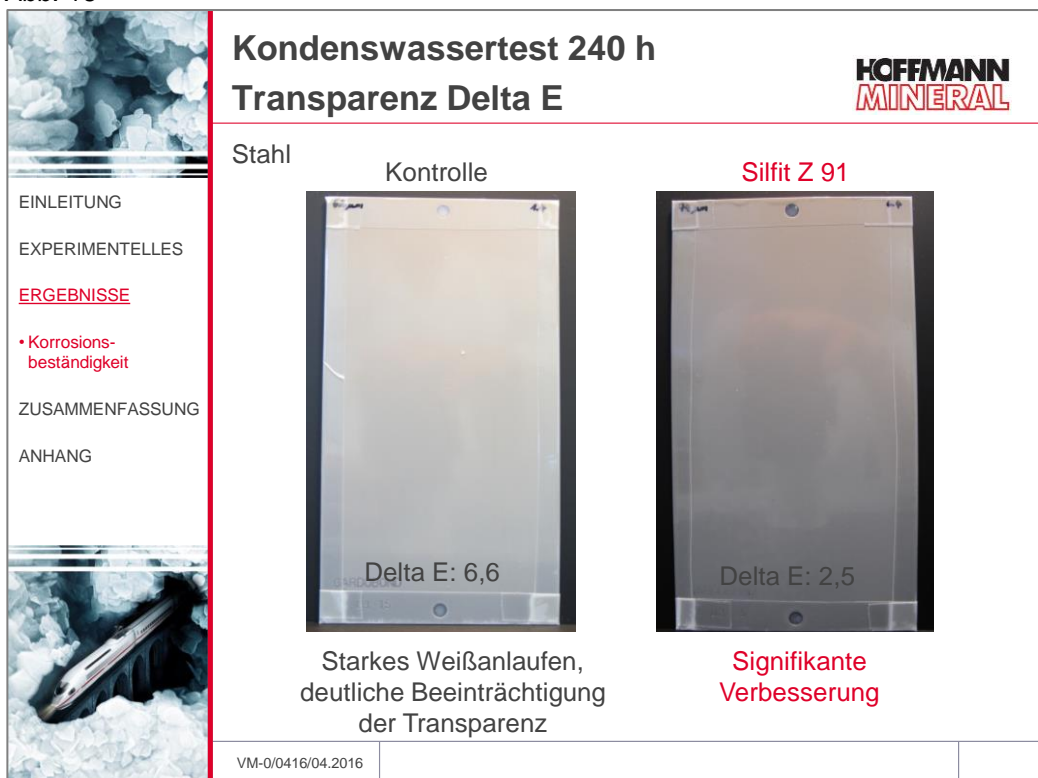 Kondenswassertest 240 h
Transparenz Delta E
HOFFMANN
MINERAL
EINLEITUNG
EXPERIMENTELLES
ERGEBNISSE
• Korrosions-
beständigkeit
ZUSAMMENFASSUNG
ANHANG
Stahl
Kontrolle
Silfit Z 91
Delta E: 6,6
GARDOBOND
Delta E: 2,5
Starkes Weißanlaufen,
deutliche Beeinträchtigung
der Transparenz
Signifikante
Verbesserung
VM-0/0416/04.2016